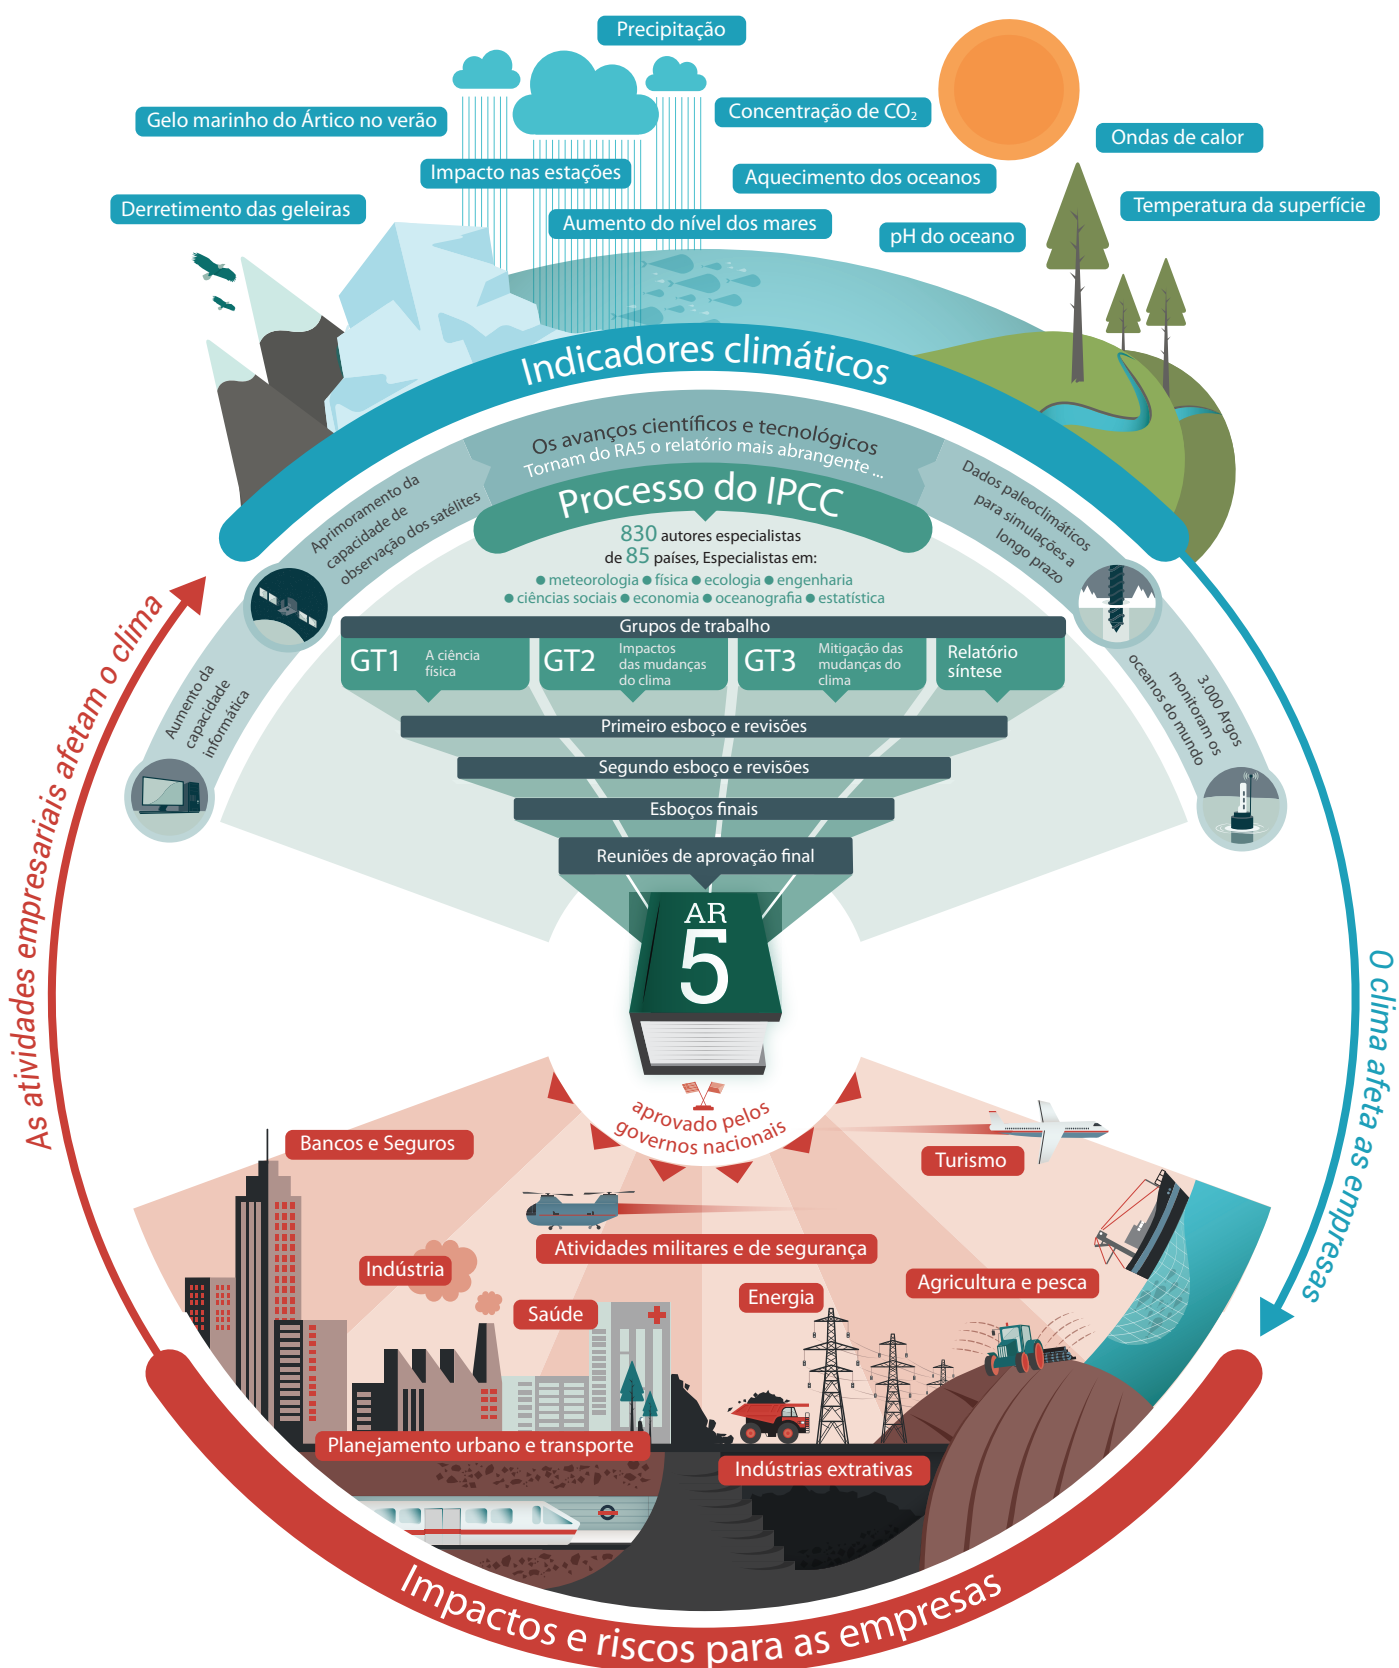 Precipitação
Gelo marinho do Ártico no verão
Concentração de CO₂
Ondas de calor
Impacto nas estações
Aquecimento dos oceanos
Derretimento das geleiras
Temperatura da superfície
Aumento do nível dos mares
pH do oceano
Indicadores climáticos
Os avanços científicos e tecnológicos
Tornam do RA5 o relatório mais abrangente ...
Processo do IPCC
Aprimoramento da
capacidade de
observação dos satélites
Dados paleoclimáticos
para simulações a
longo prazo
830 autores especialistas
de 85 países, Especialistas em:
● meteorologia ● física ● ecologia ● engenharia
● ciências sociais ● economia ● oceanografia ● estatística
Grupos de trabalho
GT1
A ciência
física
GT2
Impactos
das mudanças
do clima
GT3
Mitigação das
mudanças do
clima
Relatório
síntese
Aumento da
capacidade
informática
3.000 Argos
monitoram os
oceanos do mundo
Primeiro esboço e revisões
Segundo esboço e revisões
Esboços finais
Reuniões de aprovação final
AR
5
As atividades empresariais afetam o clima
O clima afeta as empresas
aprovado pelos
governos nacionais
Bancos e Seguros
Turismo
Atividades militares e de segurança
Indústria
Agricultura e pesca
Energia
Saúde
Planejamento urbano e transporte
Indústrias extrativas
Impactos e riscos para as empresas